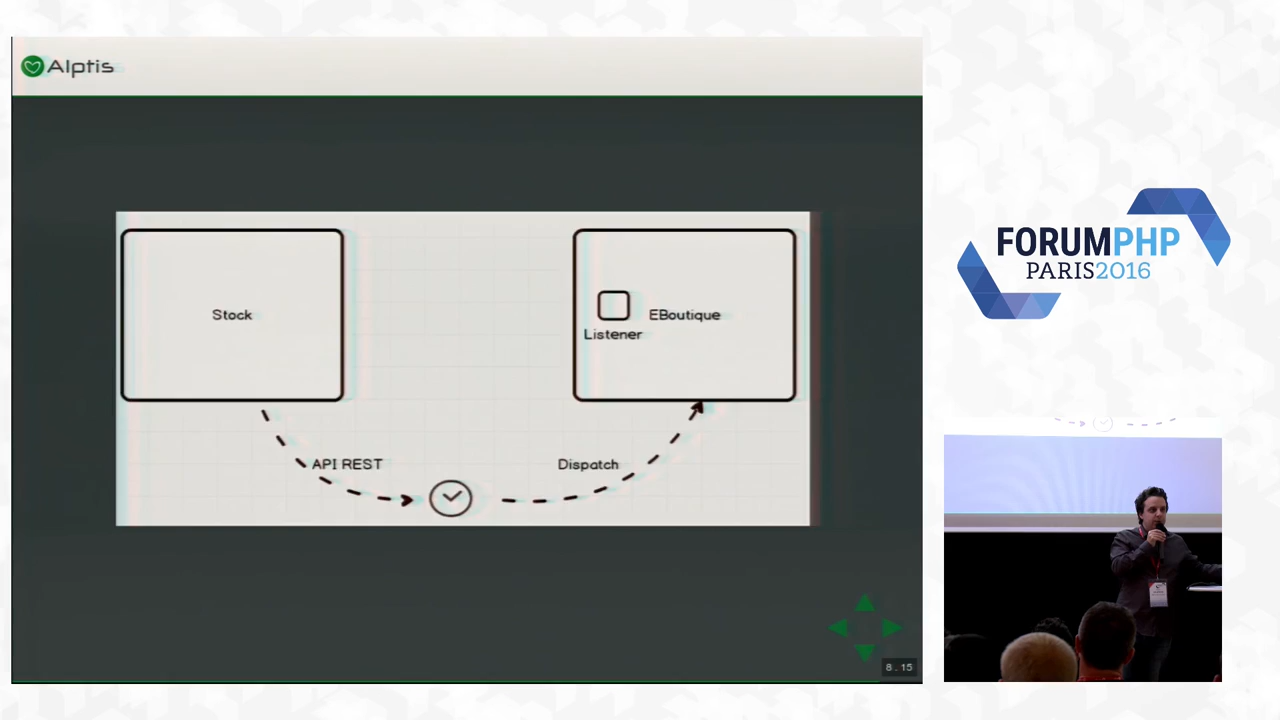 Alptis
Stock
EBoutique
Listener
API REST
Dispatch
8.15
FORUMPHP
PARIS2016